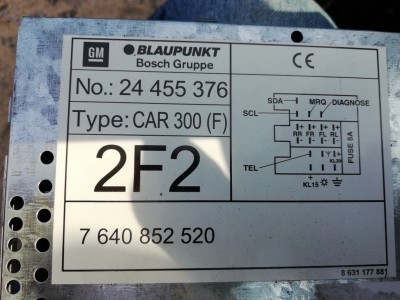 GM BLAUPUNKT
Bosch Gruppe
CE
No.: 24 455 376
Type: CAR 300 (F)
2F2
7 640 852 520
SDA MRQ DIAGNOSE
SCL
RR FR FL RL
TEL
KL30
FUSE 5A
KL15
8 631 177 881